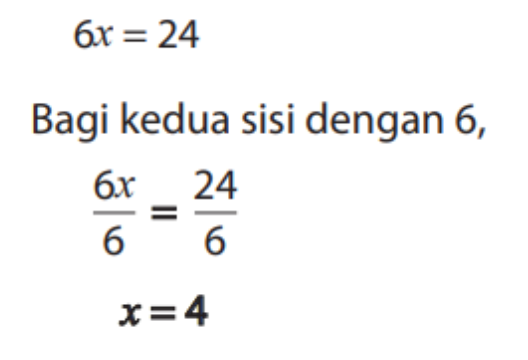 6x = 24
Bagi kedua sisi dengan 6,
6x/6 = 24/6
x = 4